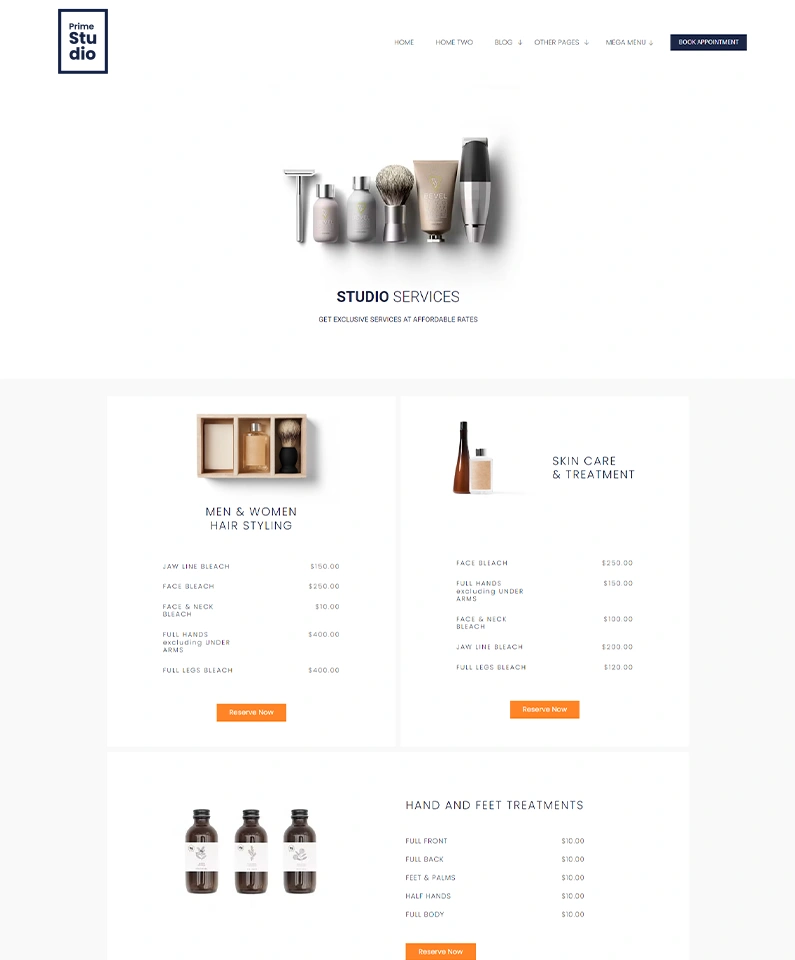 Prime
Stu
dio
HOME
HOME TWO
BLOG
OTHER PAGES
MEGA MENU
BOOK APPOINTMENT
STUDIO SERVICES
GET EXCLUSIVE SERVICES AT AFFORDABLE RATES
MEN & WOMEN
HAIR STYLING
JAW LINE BLEACH $150.00
FACE BLEACH $250.00
FACE & NECK $10.00
BLEACH
FULL HANDS $400.00
excluding UNDER
ARMS
FULL LEGS BLEACH $400.00
Reserve Now
SKIN CARE
& TREATMENT
FACE BLEACH $250.00
FULL HANDS $150.00
excluding UNDER
ARMS
FACE & NECK $100.00
BLEACH
JAW LINE BLEACH $200.00
FULL LEGS BLEACH $120.00
Reserve Now
HAND AND FEET TREATMENTS
FULL FRONT $10.00
FULL BACK $10.00
FEET & PALMS $10.00
HALF HANDS $10.00
FULL BODY $10.00
Reserve Now